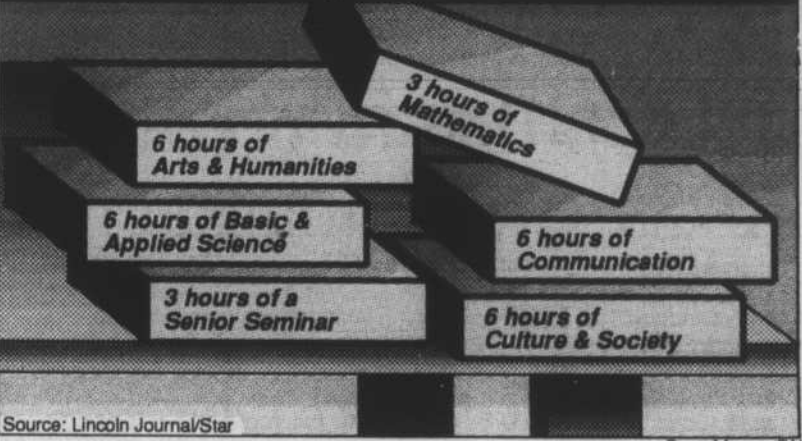 3 hours of
Mathematics
6 hours of
Arts & Humanities
6 hours of Basic &
Applied Science
6 hours of
Communication
3 hours of a
Senior Seminar
6 hours of
Culture & Society
Source: Lincoln Journal/Star